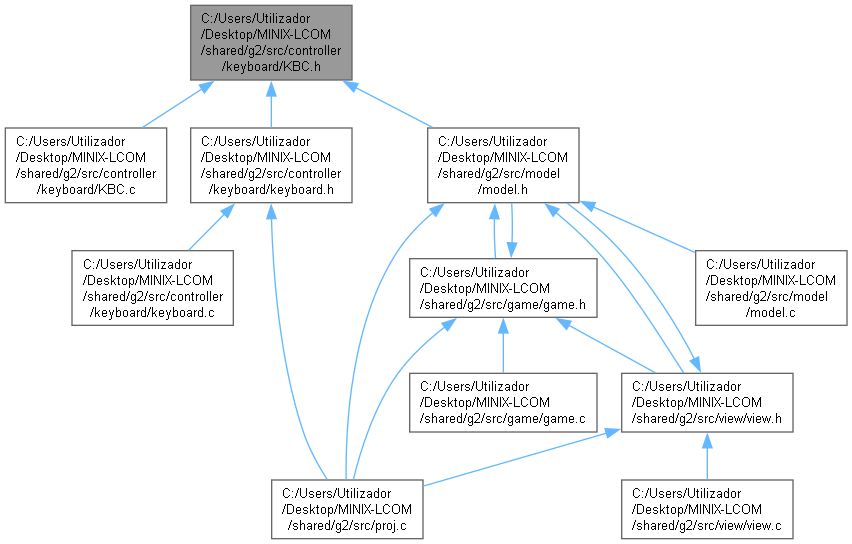 C:/Users/Utilizador
/Desktop/MINIX-LCOM
/shared/g2/src/controller
/keyboard/KBC.h
C:/Users/Utilizador
/Desktop/MINIX-LCOM
/shared/g2/src/controller
/keyboard/KBC.c
C:/Users/Utilizador
/Desktop/MINIX-LCOM
/shared/g2/src/controller
/keyboard/keyboard.h
C:/Users/Utilizador
/Desktop/MINIX-LCOM
/shared/g2/src/model
/model.h
C:/Users/Utilizador
/Desktop/MINIX-LCOM
/shared/g2/src/controller
/keyboard/keyboard.c
C:/Users/Utilizador
/Desktop/MINIX-LCOM
/shared/g2/src/game/game.h
C:/Users/Utilizador
/Desktop/MINIX-LCOM
/shared/g2/src/model
/model.c
C:/Users/Utilizador
/Desktop/MINIX-LCOM
/shared/g2/src/game/game.c
C:/Users/Utilizador
/Desktop/MINIX-LCOM
/shared/g2/src/view/view.h
C:/Users/Utilizador
/Desktop/MINIX-LCOM
/shared/g2/src/proj.c
C:/Users/Utilizador
/Desktop/MINIX-LCOM
/shared/g2/src/view/view.c